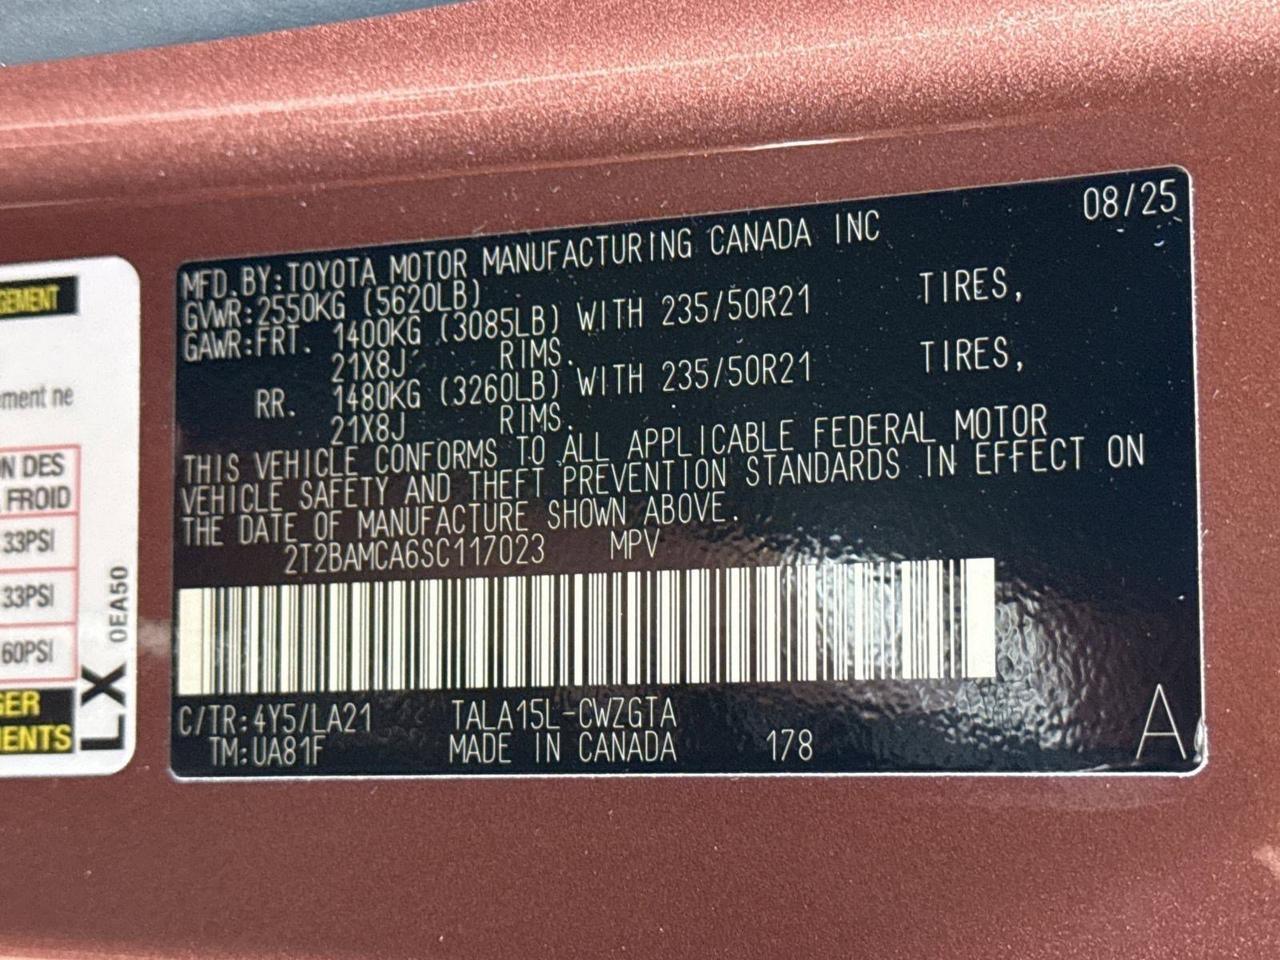 GEMENT
ement ne
ON DES
FROID
33PSI
33PSI
60PSI
GER
MENTS
LX 0EA50
08/25
MFD.BY:TOYOTA MOTOR MANUFACTURING CANADA INC
GVWR:2550KG (5620LB)
GAWR:FRT. 1400KG (3085LB) WITH 235/50R21 TIRES,
21X8J RIMS.
RR. 1480KG (3260LB) WITH 235/50R21 TIRES,
21X8J RIMS.
THIS VEHICLE CONFORMS TO ALL APPLICABLE FEDERAL MOTOR
VEHICLE SAFETY AND THEFT PREVENTION STANDARDS IN EFFECT ON
THE DATE OF MANUFACTURE SHOWN ABOVE.
2T2BAMCA6SC117023 MPV
C/TR:4Y5/LA21 TALA15L-CWZGTA
TM:UA81F MADE IN CANADA 178
A